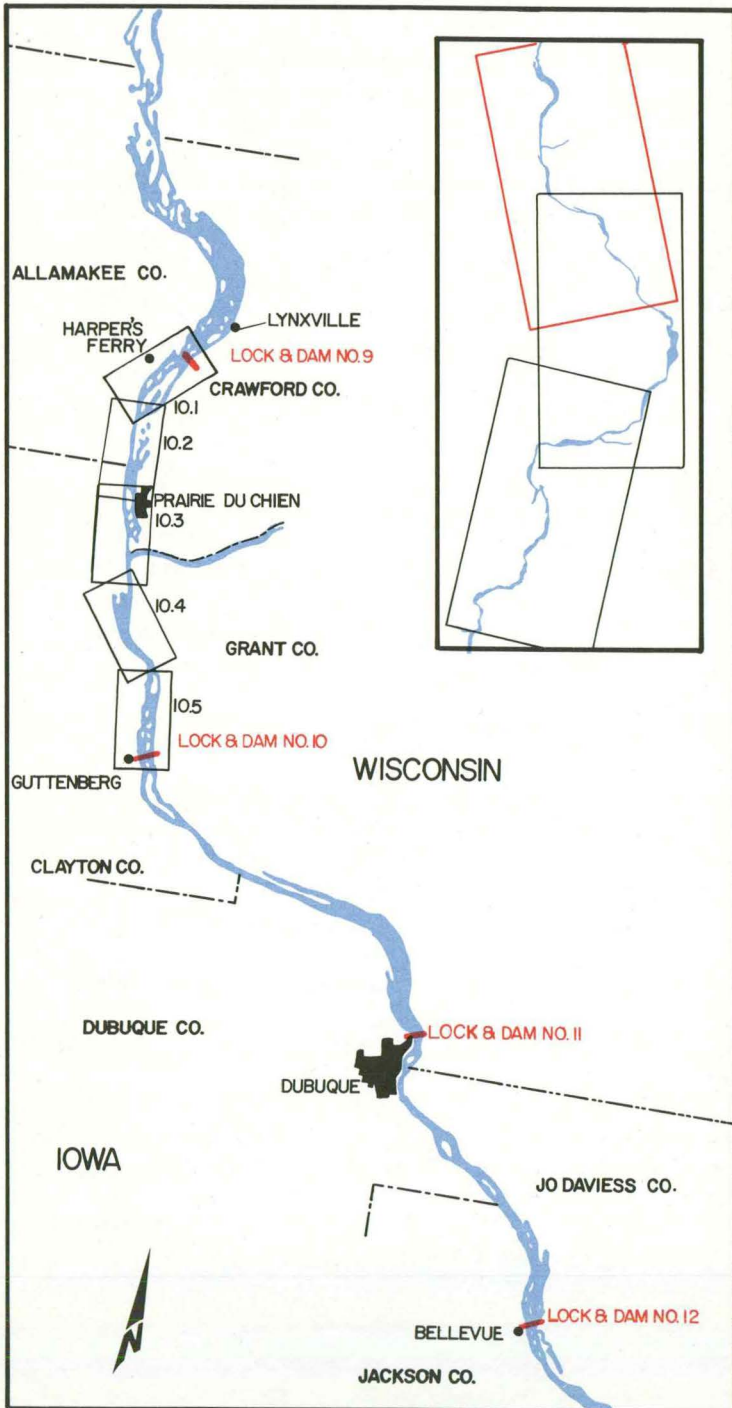 ALLAMAKEE CO.
HARPER'S
FERRY
LYNXVILLE
LOCK & DAM NO. 9
CRAWFORD CO.
10.1
10.2
PRAIRIE DU CHIEN
10.3
10.4
GRANT CO.
10.5
LOCK & DAM NO. 10
GUTTENBERG
WISCONSIN
CLAYTON CO.
DUBUQUE CO.
LOCK & DAM NO. 11
DUBUQUE
IOWA
JO DAVIESS CO.
N
LOCK & DAM NO. 12
BELLEVUE
JACKSON CO.